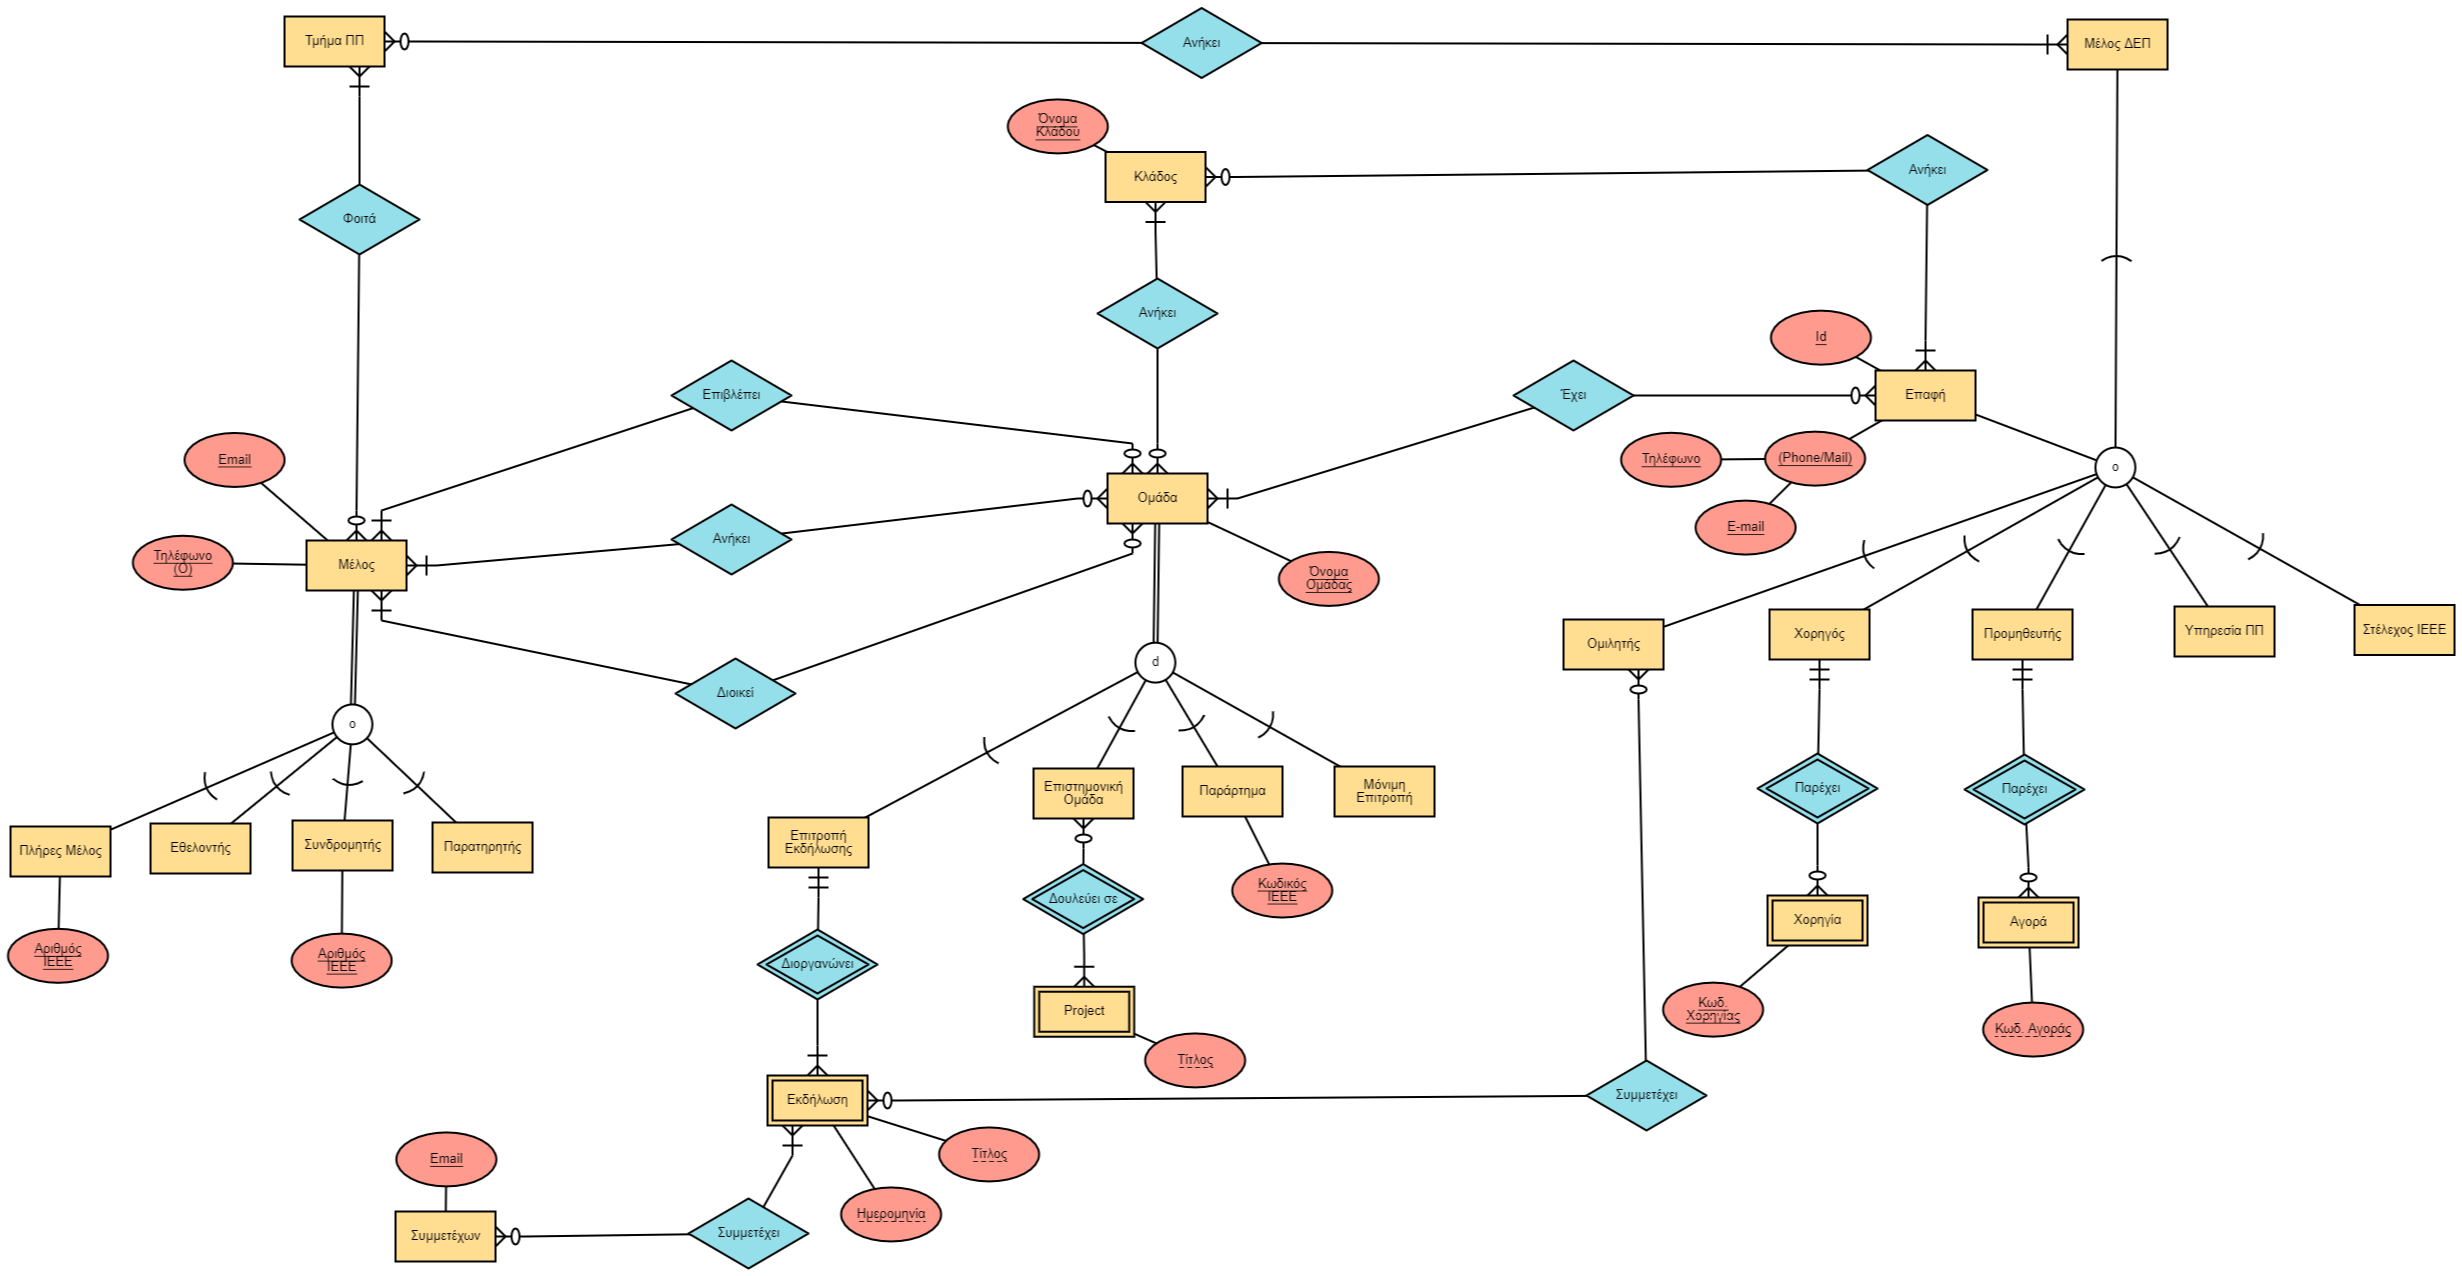 Τμήμα ΠΠ
Ανήκει
Μέλος ΔΕΠ
Όνομα
Κλάδου
Κλάδος
Ανήκει
Φοιτά
Ανήκει
Id
Επιβλέπει
Έχει
Επαφή
Email
Τηλέφωνο
(Phone/Mail)
o
Ομάδα
E-mail
Ανήκει
Τηλέφωνο
(Ο)
Μέλος
Όνομα
Ομάδας
Ομιλητής
Χορηγός
Προμηθευτής
Υπηρεσία ΠΠ
Στέλεχος IEEE
d
Διοικεί
o
Επιστημονική
Ομάδα
Παράρτημα
Μόνιμη
Επιτροπή
Παρέχει
Παρέχει
Πλήρες Μέλος
Εθελοντής
Συνδρομητής
Παρατηρητής
Επιτροπή
Εκδήλωσης
Δουλεύει σε
Κωδικός
IEEE
Χορηγία
Αγορά
Αριθμός
IEEE
Αριθμός
IEEE
Διοργανώνει
Project
Κωδ.
Χορηγίας
Κωδ. Αγοράς
Τίτλος
Εκδήλωση
Συμμετέχει
Email
Τίτλος
Ημερομηνία
Συμμετέχων
Συμμετέχει